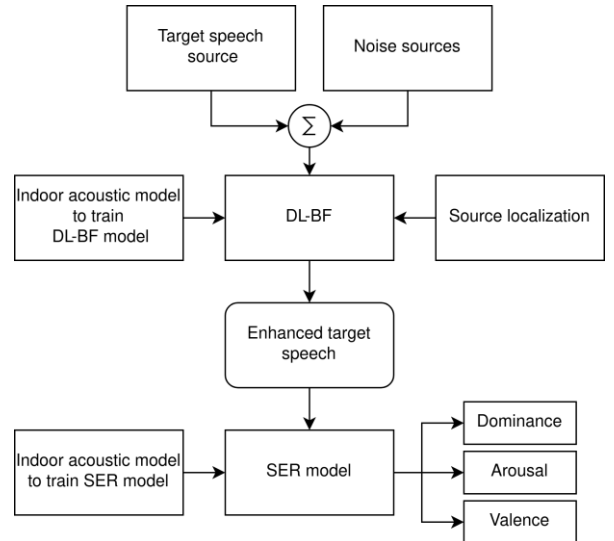 Target speech
source
Noise sources
Σ
Indoor acoustic model
to train
DL-BF model
DL-BF
Source localization
Enhanced target
speech
Indoor acoustic model
to train SER model
SER model
Dominance
Arousal
Valence